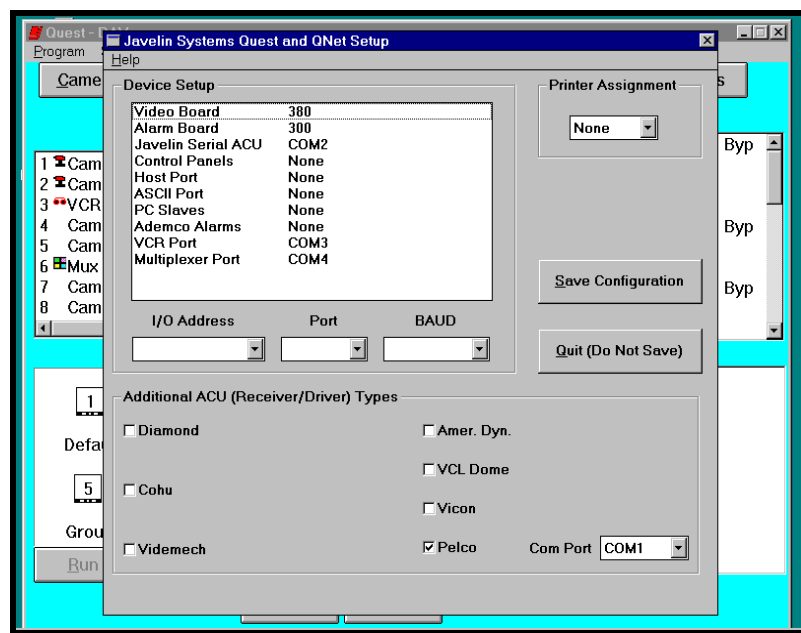 Quest -
Javelin Systems Quest and QNet Setup
Program
Help
Came
Device Setup
Printer Assignment
s
Video Board 380
Alarm Board 300
Javelin Serial ACU COM2
Control Panels None
Host Port None
ASCII Port None
PC Slaves None
Ademco Alarms None
VCR Port COM3
Multiplexer Port COM4
None
1 Cam
2 Cam
3 VCR
4 Cam
5 Cam
6 Mux
7 Cam
8 Cam
Byp
Byp
Byp
Save Configuration
Quit (Do Not Save)
I/O Address Port BAUD
Additional ACU (Receiver/Driver) Types
Diamond
Amer. Dyn.
VCL Dome
Cohu
Vicon
Videmech
Pelco
Com Port COM1
1
Defau
5
Grou
Run